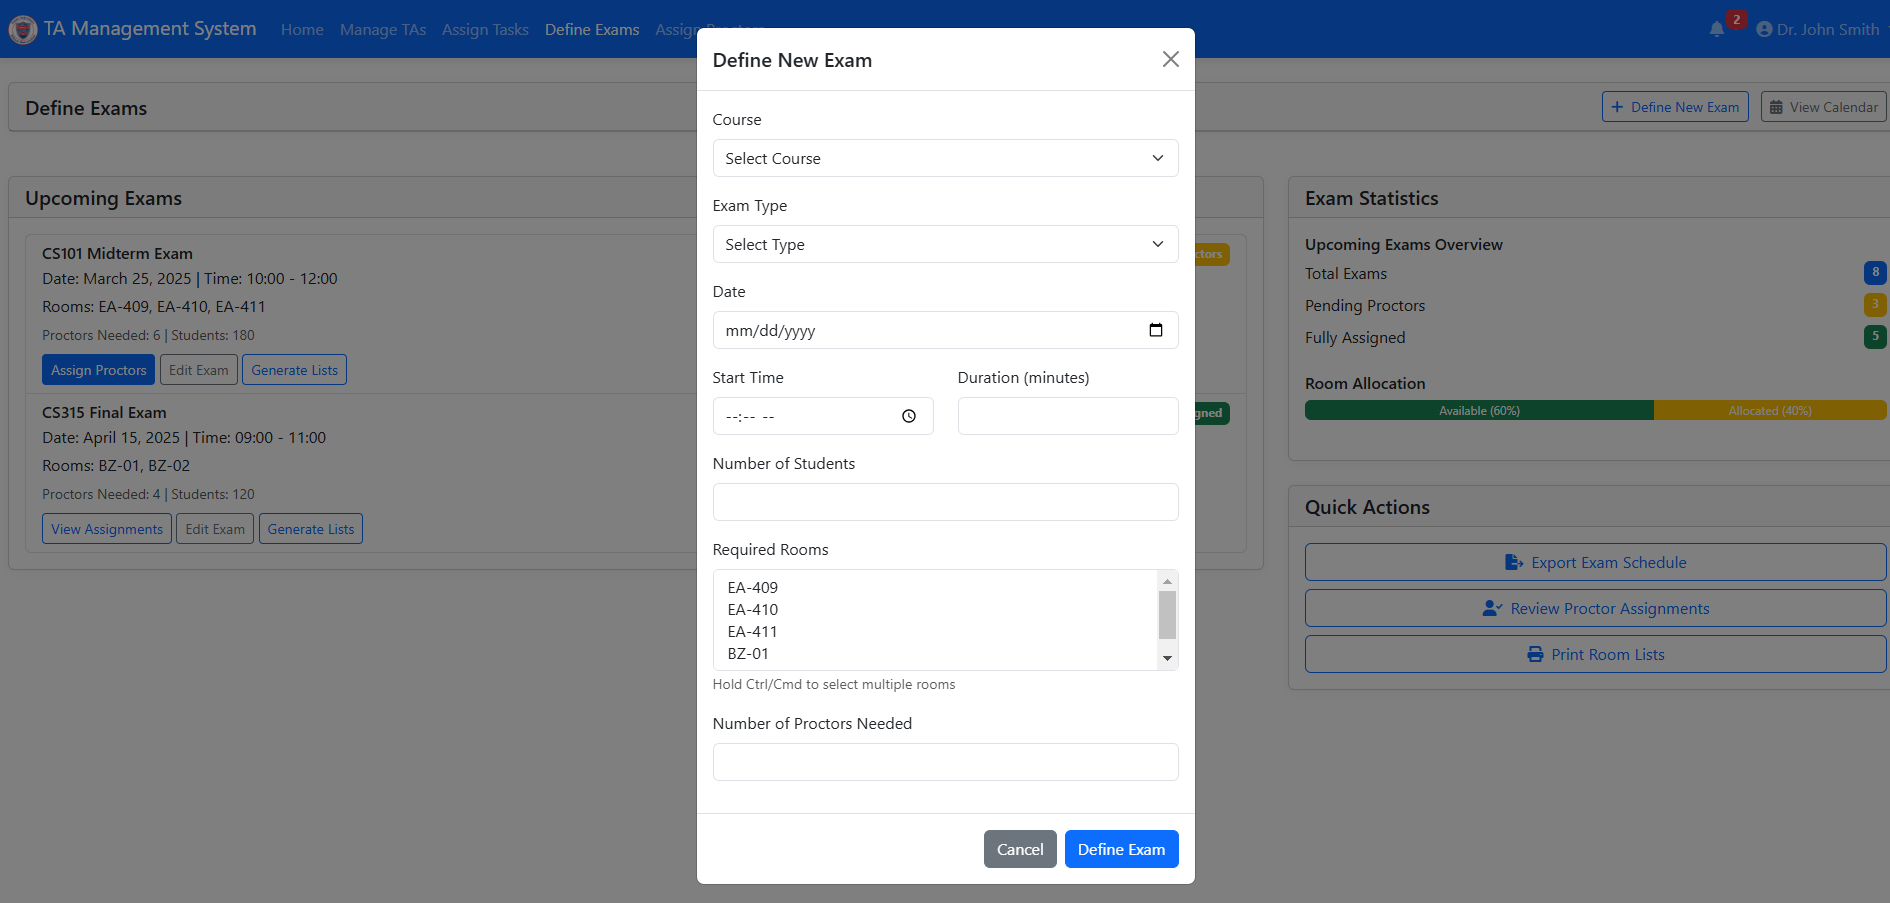 TA Management System
Home Manage TAs Assign Tasks Define Exams Assign Proctors
2
Dr. John Smith
Define Exams
Define New Exam
View Calendar
Upcoming Exams
CS101 Midterm Exam
Date: March 25, 2025 | Time: 10:00 - 12:00
Rooms: EA-409, EA-410, EA-411
Proctors Needed: 6 | Students: 180
Assign Proctors Edit Exam Generate Lists
CS315 Final Exam
Date: April 15, 2025 | Time: 09:00 - 11:00
Rooms: BZ-01, BZ-02
Proctors Needed: 4 | Students: 120
View Assignments Edit Exam Generate Lists
Define New Exam
Course
Select Course
Exam Type
Select Type
Date
mm/dd/yyyy
Start Time Duration (minutes)
--:-- --
Number of Students
Required Rooms
EA-409
EA-410
EA-411
BZ-01
Hold Ctrl/Cmd to select multiple rooms
Number of Proctors Needed
Cancel Define Exam
ctors
gned
Exam Statistics
Upcoming Exams Overview
Total Exams 8
Pending Proctors 3
Fully Assigned 5
Room Allocation
Available (60%) Allocated (40%)
Quick Actions
Export Exam Schedule
Review Proctor Assignments
Print Room Lists